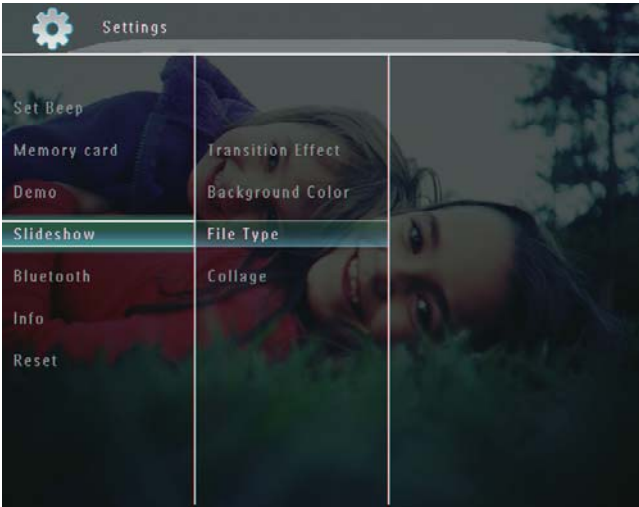 Settings
Set Beep
Memory card
Demo
Slideshow
Bluetooth
Info
Reset
Transition Effect
Background Color
File Type
Collage